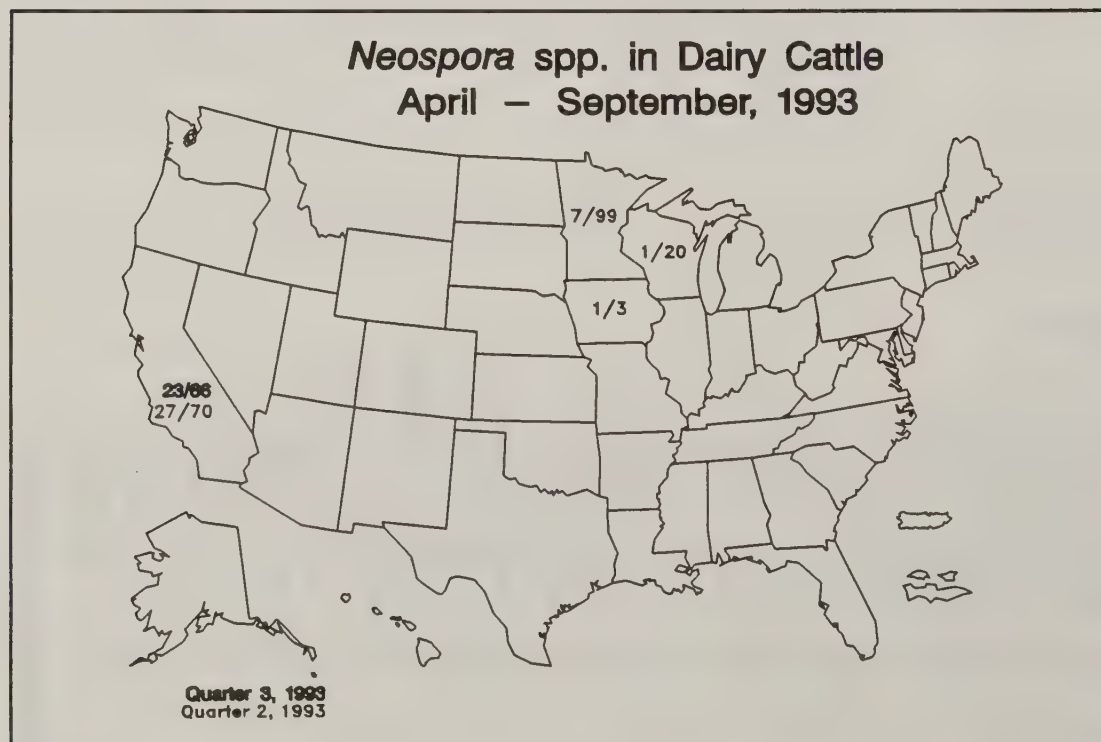 Neospora spp. in Dairy Cattle
April – September, 1993
7/99
1/20
1/3
23/66
27/70
Quarter 3, 1993
Quarter 2, 1993